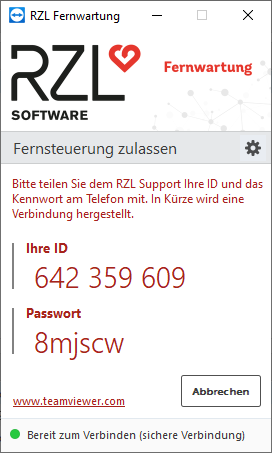 RZL Fernwartung
RZL
SOFTWARE
Fernwartung
Fernsteuerung zulassen
Bitte teilen Sie dem RZL Support Ihre ID und das
Kennwort am Telefon mit. In Kürze wird eine
Verbindung hergestellt.
Ihre ID
642 359 609
Passwort
8mjscw
www.teamviewer.com
Abbrechen
Bereit zum Verbinden (sichere Verbindung)